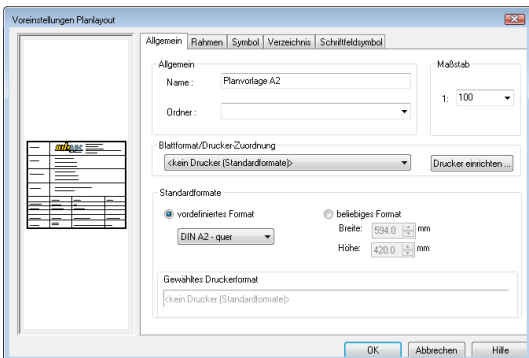 Voreinstellungen Planlayout
Allgemein Rahmen Symbol Verzeichnis Schriftfeldsymbol
Allgemein
Name : Planvorlage A2
Ordner :
Maßstab
1: 100
Blattformat/Drucker-Zuordnung
<kein Drucker (Standardformate)> Drucker einrichten ...
Standardformate
vordefiniertes Format beliebiges Format
DIN A2 - quer
Breite: 594.0 mm
Höhe: 420.0 mm
Gewähltes Druckerformat
<kein Drucker (Standardformate)>
OK Abbrechen Hilfe